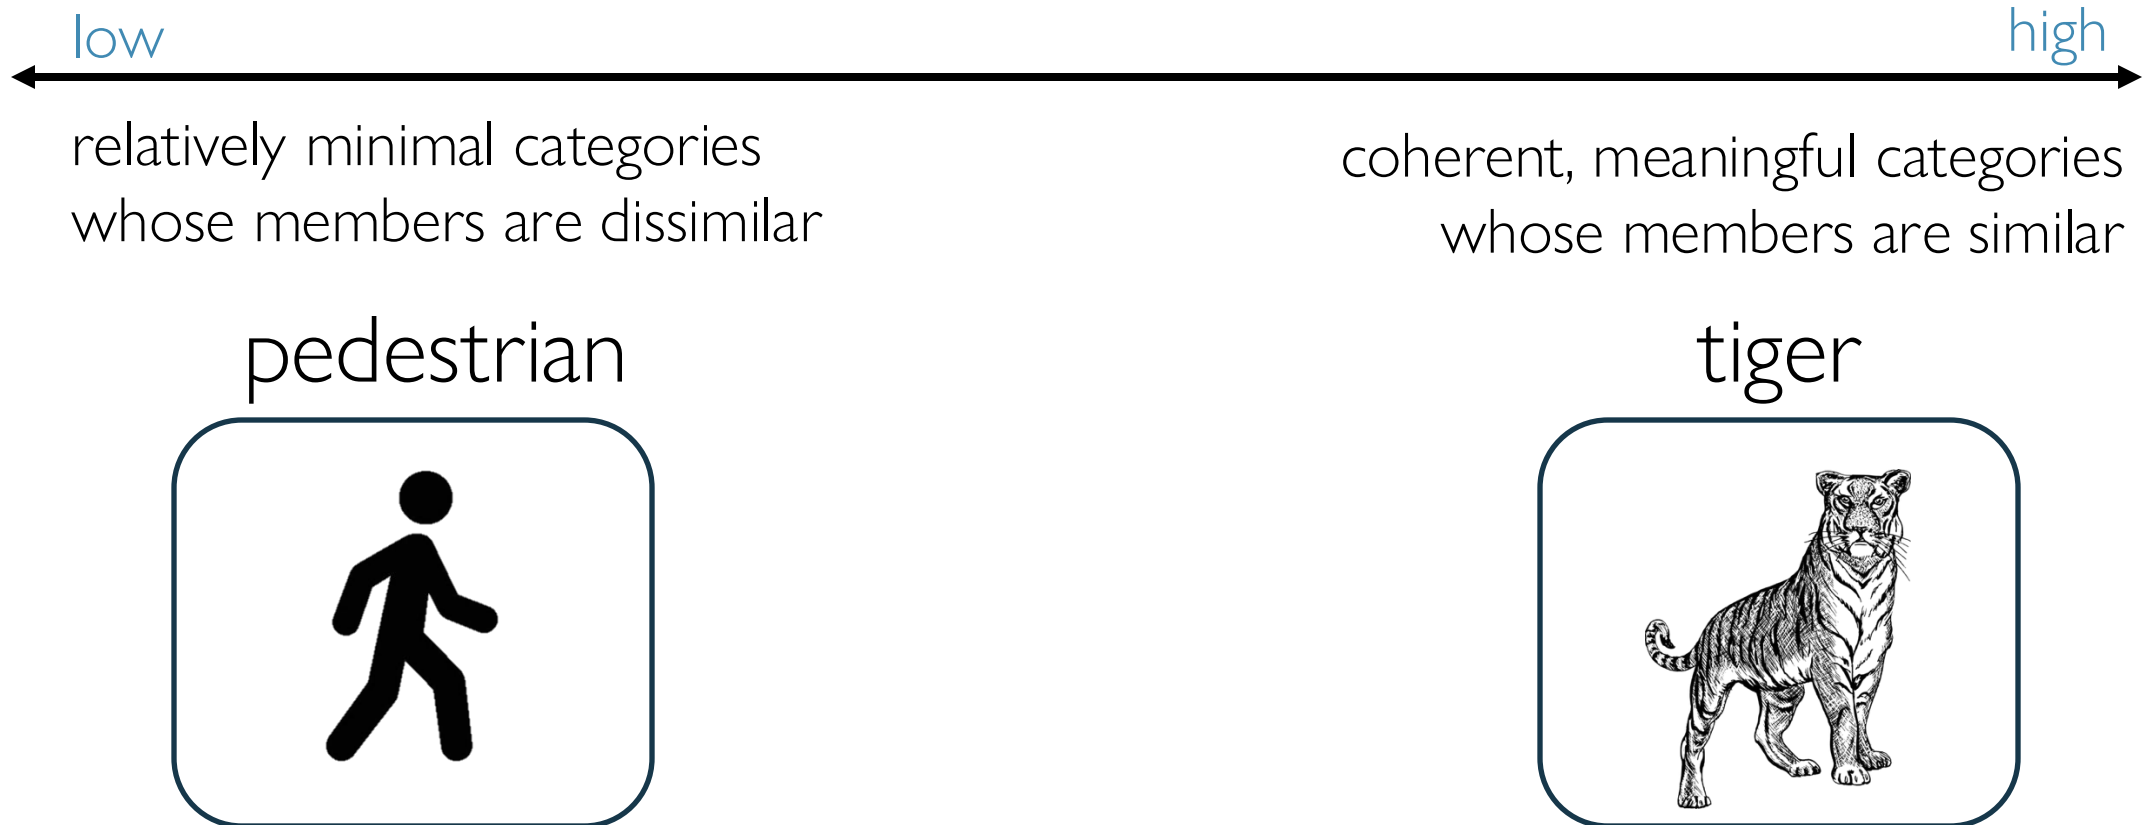 low
high
relatively minimal categories
whose members are dissimilar
coherent, meaningful categories
whose members are similar
pedestrian
tiger